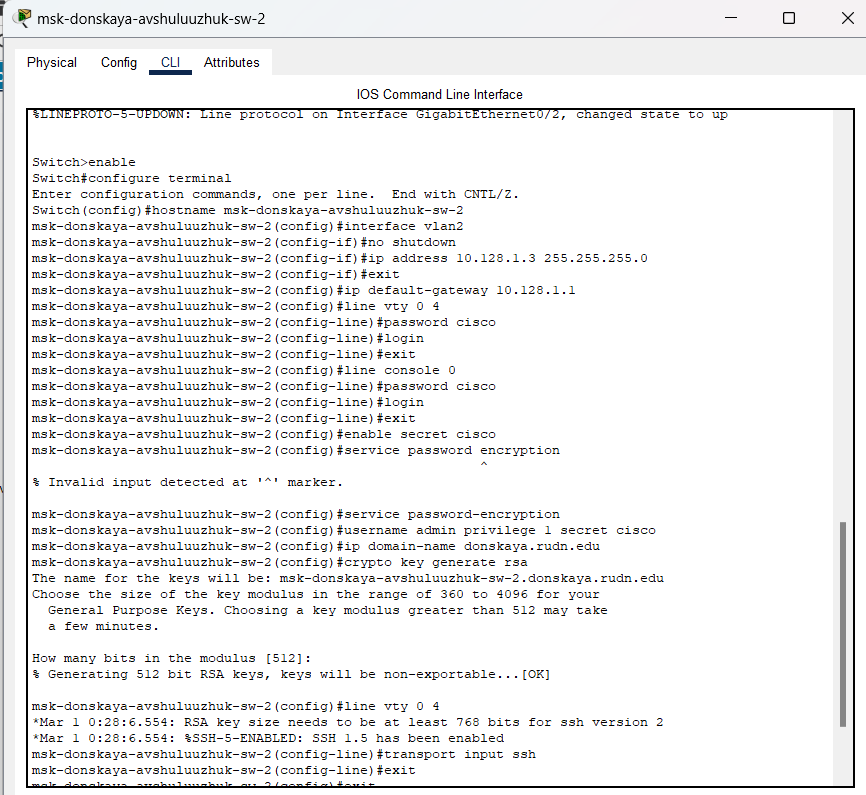 msk-donskaya-avshuluuzhuk-sw-2
Physical Config CLI Attributes
IOS Command Line Interface
%LINEPROTO-5-UPDOWN: Line protocol on Interface GigabitEthernet0/2, changed state to up
Switch>enable
Switch#configure terminal
Enter configuration commands, one per line.  End with CNTL/Z.
Switch(config)#hostname msk-donskaya-avshuluuzhuk-sw-2
msk-donskaya-avshuluuzhuk-sw-2(config)#interface vlan2
msk-donskaya-avshuluuzhuk-sw-2(config-if)#no shutdown
msk-donskaya-avshuluuzhuk-sw-2(config-if)#ip address 10.128.1.3 255.255.255.0
msk-donskaya-avshuluuzhuk-sw-2(config-if)#exit
msk-donskaya-avshuluuzhuk-sw-2(config)#ip default-gateway 10.128.1.1
msk-donskaya-avshuluuzhuk-sw-2(config)#line vty 0 4
msk-donskaya-avshuluuzhuk-sw-2(config-line)#password cisco
msk-donskaya-avshuluuzhuk-sw-2(config-line)#login
msk-donskaya-avshuluuzhuk-sw-2(config-line)#exit
msk-donskaya-avshuluuzhuk-sw-2(config)#line console 0
msk-donskaya-avshuluuzhuk-sw-2(config-line)#password cisco
msk-donskaya-avshuluuzhuk-sw-2(config-line)#login
msk-donskaya-avshuluuzhuk-sw-2(config-line)#exit
msk-donskaya-avshuluuzhuk-sw-2(config)#enable secret cisco
msk-donskaya-avshuluuzhuk-sw-2(config)#service password encryption
^
% Invalid input detected at '^' marker.
msk-donskaya-avshuluuzhuk-sw-2(config)#service password-encryption
msk-donskaya-avshuluuzhuk-sw-2(config)#username admin privilege 1 secret cisco
msk-donskaya-avshuluuzhuk-sw-2(config)#ip domain-name donskaya.rudn.edu
msk-donskaya-avshuluuzhuk-sw-2(config)#crypto key generate rsa
The name for the keys will be: msk-donskaya-avshuluuzhuk-sw-2.donskaya.rudn.edu
Choose the size of the key modulus in the range of 360 to 4096 for your
General Purpose Keys. Choosing a key modulus greater than 512 may take
a few minutes.
How many bits in the modulus [512]:
% Generating 512 bit RSA keys, keys will be non-exportable...[OK]
msk-donskaya-avshuluuzhuk-sw-2(config)#line vty 0 4
*Mar 1 0:28:6.554: RSA key size needs to be at least 768 bits for ssh version 2
*Mar 1 0:28:6.554: %SSH-5-ENABLED: SSH 1.5 has been enabled
msk-donskaya-avshuluuzhuk-sw-2(config-line)#transport input ssh
msk-donskaya-avshuluuzhuk-sw-2(config-line)#exit
msk-donskaya-avshuluuzhuk-sw-2(config)#exit